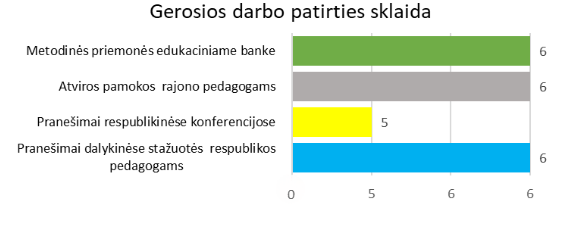 Gerosios darbo patirties sklaida
Metodinės priemonės edukaciniame banke
6
Atviros pamokos rajono pedagogams
6
Pranešimai respublikinėse konferencijose
5
Pranešimai dalykinėse stažuotės respublikos
pedagogams
6
0 5 6 6